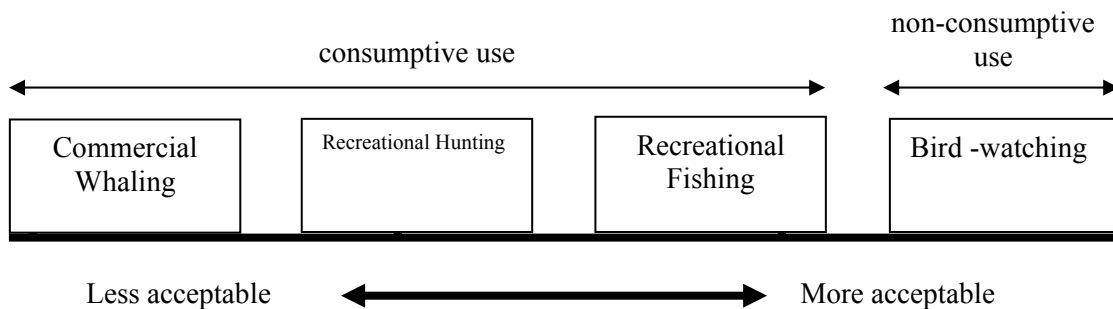 non-consumptive
use
consumptive use
Commercial
Whaling
Recreational Hunting
Recreational
Fishing
Bird -watching
Less acceptable
More acceptable